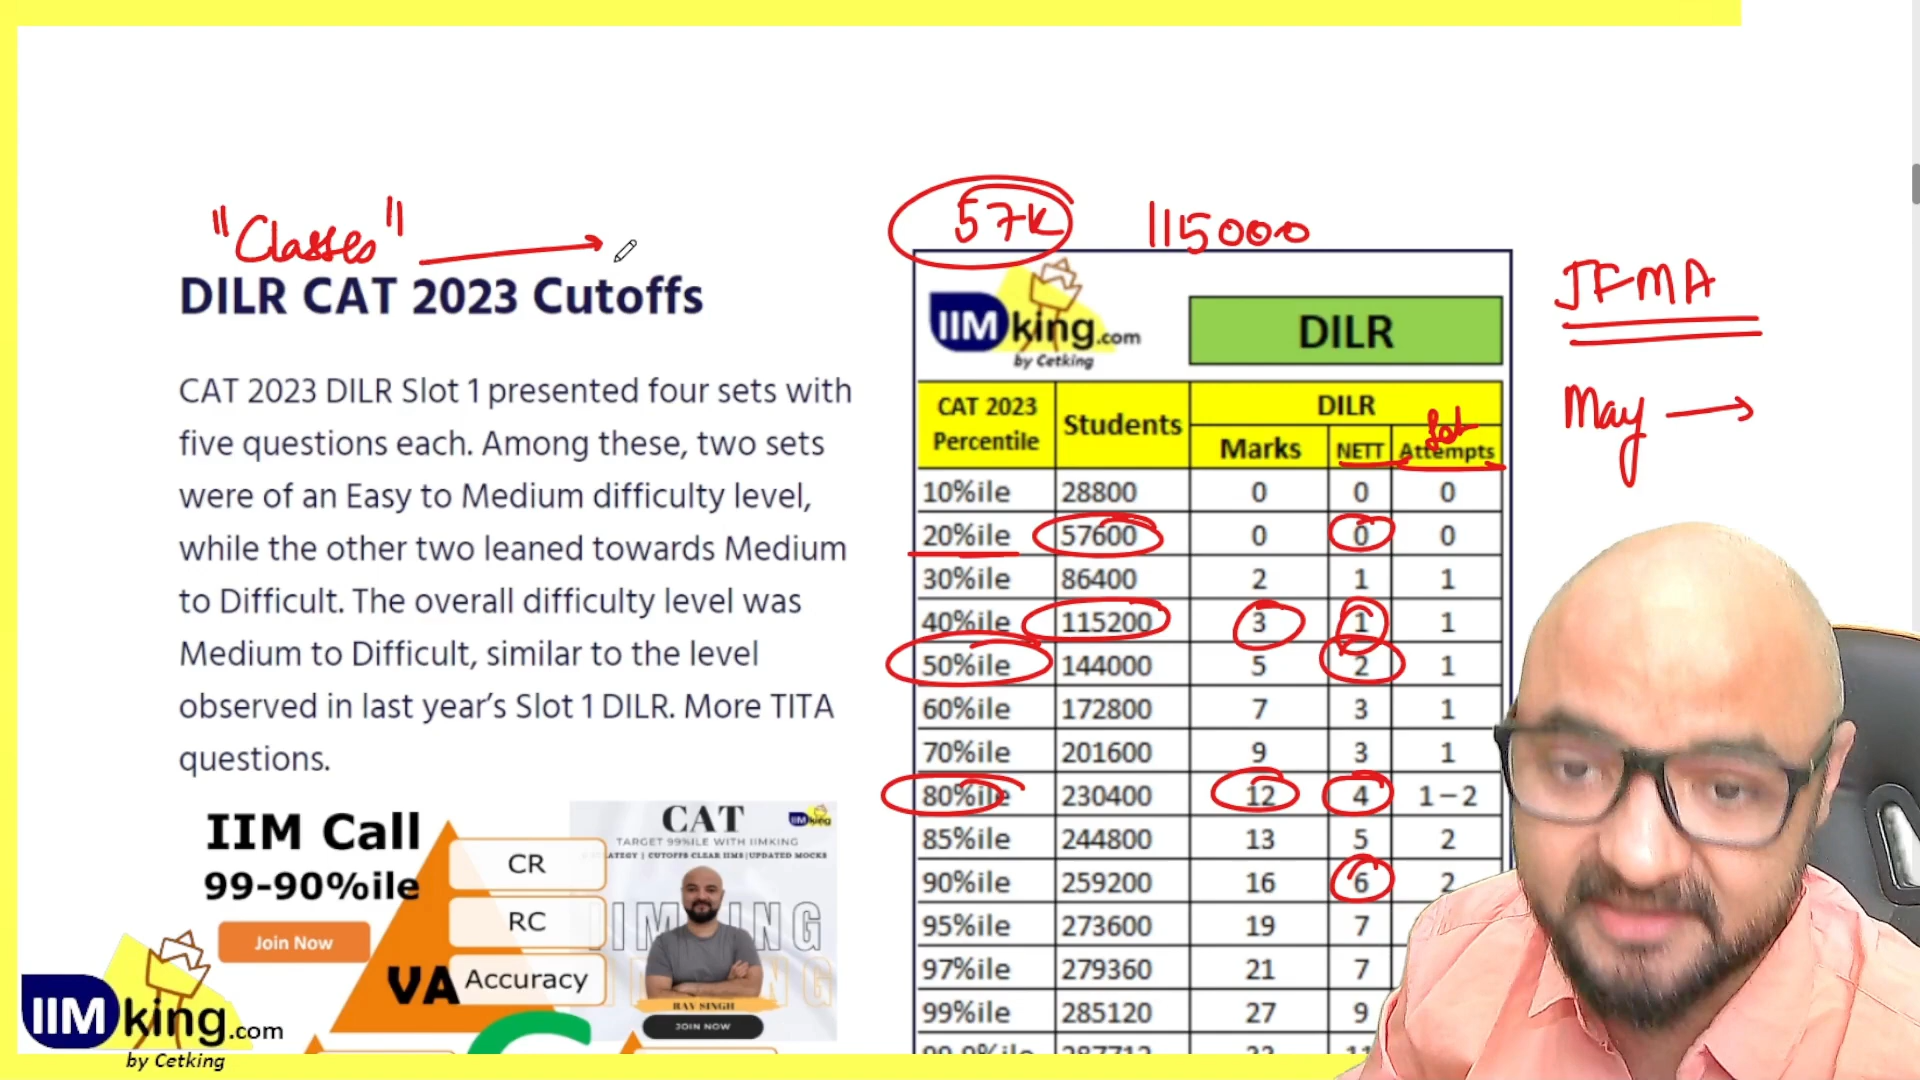 "Classes"
DILR CAT 2023 Cutoffs
CAT 2023 DILR Slot 1 presented four sets with
five questions each. Among these, two sets
were of an Easy to Medium difficulty level,
while the other two leaned towards Medium
to Difficult. The overall difficulty level was
Medium to Difficult, similar to the level
observed in last year's Slot 1 DILR. More TITA
questions.
IIM Call
99-90%ile
Join Now
VA
CR
RC
Accuracy
CAT
TARGET 99%ILE WITH IIMKING
STRATEGY | CUTOFFS CLEAR IIMS | UPDATED MOCKS
RAV SINGH
JOIN NOW
IIMking.com
by Cetking
57K
115000
IIMking.com
by Cetking
DILR
CAT 2023 Percentile Students DILR
Marks NETT Attempts
10%ile 28800 0 0 0
20%ile 57600 0 0 0
30%ile 86400 2 1 1
40%ile 115200 3 1 1
50%ile 144000 5 2 1
60%ile 172800 7 3 1
70%ile 201600 9 3 1
80%ile 230400 12 4 1-2
85%ile 244800 13 5 2
90%ile 259200 16 6 2
95%ile 273600 19 7
97%ile 279360 21 7
99%ile 285120 27 9
JFMA
May